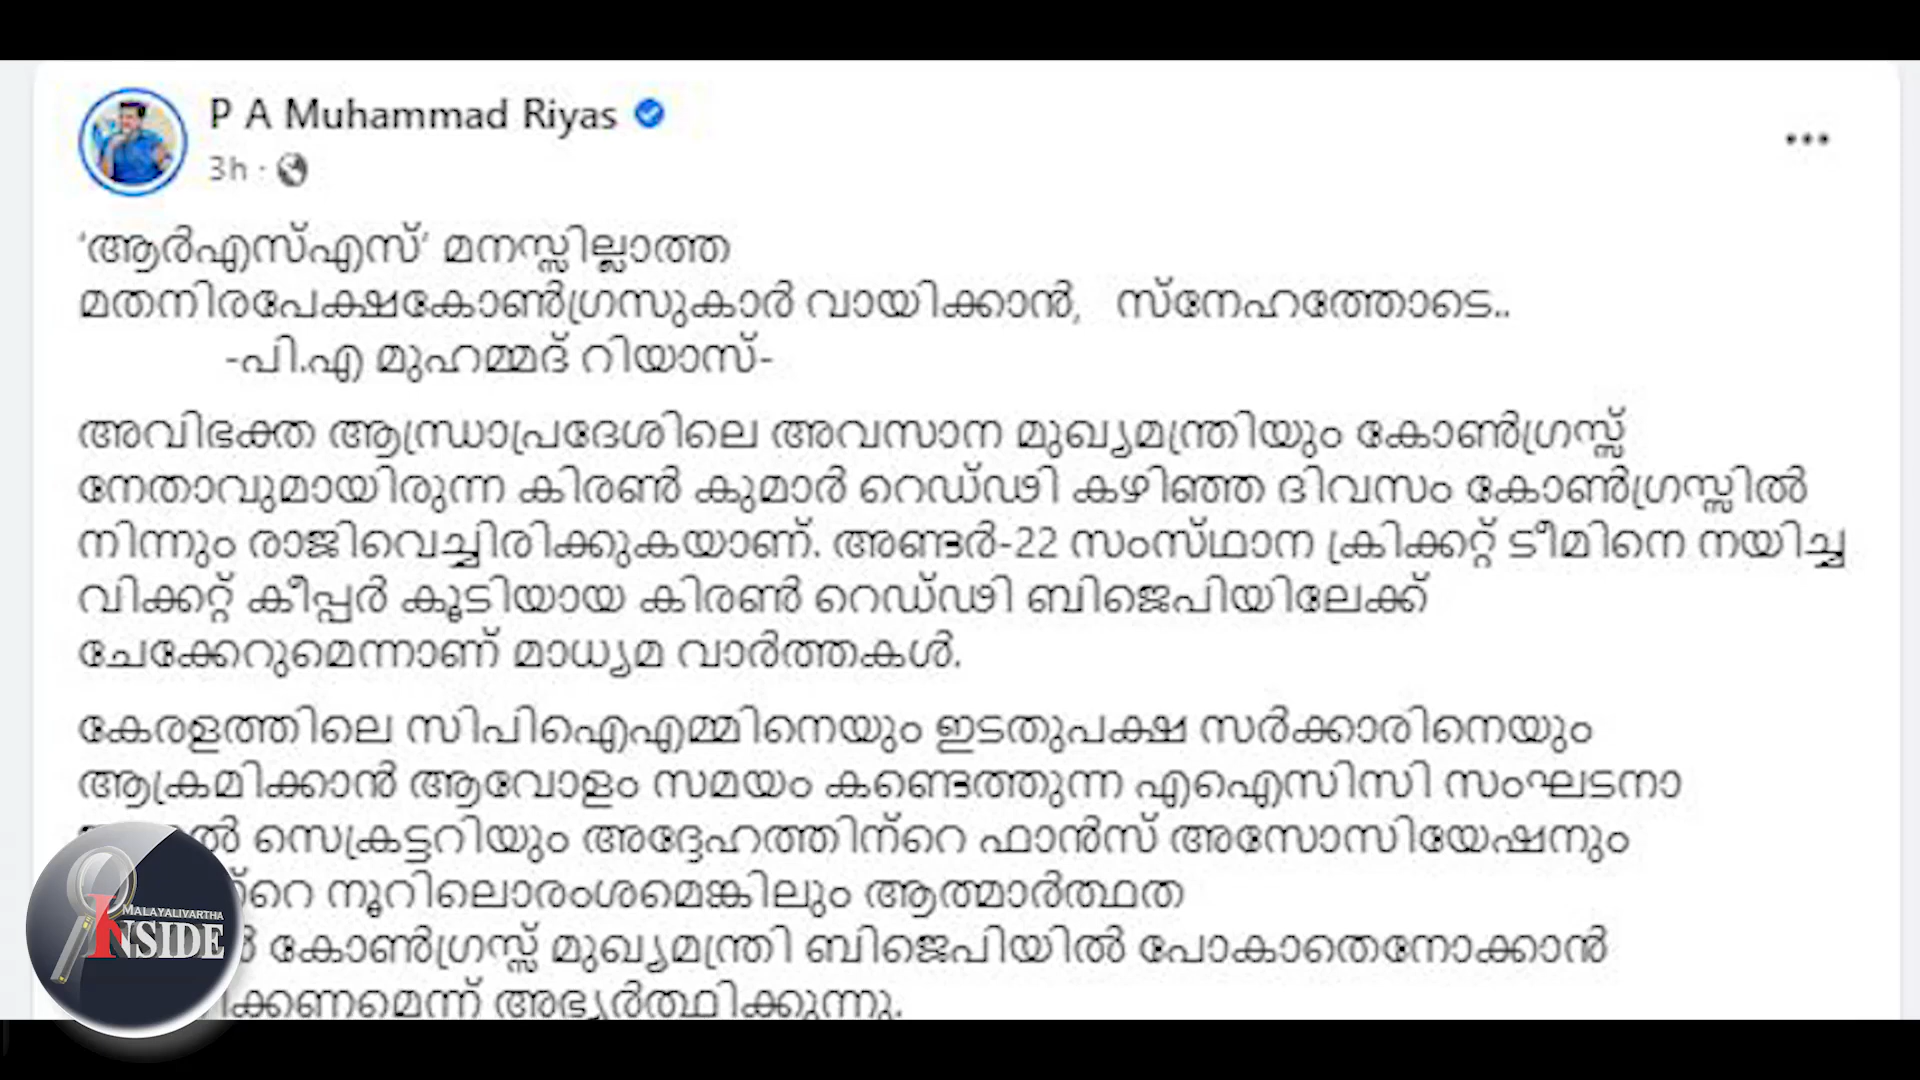 P A Muhammad Riyas
3h ·
‘ആർഎസ്എസ്’ മനസ്സില്ലാത്ത
മതനിരപേക്ഷകോൺഗ്രസുകാർ വായിക്കാൻ, സ്നേഹത്തോടെ..
-പി.എ മുഹമ്മദ് റിയാസ്-
അവിഭക്ത ആന്ധ്രാപ്രദേശിലെ അവസാന മുഖ്യമന്ത്രിയും കോൺഗ്രസ്സ്
നേതാവുമായിരുന്ന കിരൺ കുമാർ റെഡ്ഢി കഴിഞ്ഞ ദിവസം കോൺഗ്രസ്സിൽ
നിന്നും രാജിവെച്ചിരിക്കുകയാണ്. അണ്ടർ-22 സംസ്ഥാന ക്രിക്കറ്റ് ടീമിനെ നയിച്ച
വിക്കറ്റ് കീപ്പർ കൂടിയായ കിരൺ റെഡ്ഢി ബിജെപിയിലേക്ക്
ചേക്കേറുമെന്നാണ് മാധ്യമ വാർത്തകൾ.
കേരളത്തിലെ സിപിഐഎമ്മിനെയും ഇടതുപക്ഷ സർക്കാരിനെയും
ആക്രമിക്കാൻ ആവോളം സമയം കണ്ടെത്തുന്ന എഐസിസി സംഘടനാ
സെക്രട്ടറിയും അദ്ദേഹത്തിന്റെ ഫാൻസ് അസോസിയേഷനും
നൂറിലൊരംശമെങ്കിലും ആത്മാർത്ഥത
കോൺഗ്രസ്സ് മുഖ്യമന്ത്രി ബിജെപിയിൽ പോകാതെനോക്കാൻ
അഭ്യർത്ഥിക്കുന്നു.
MALAYALIVARTHA
INSIDE